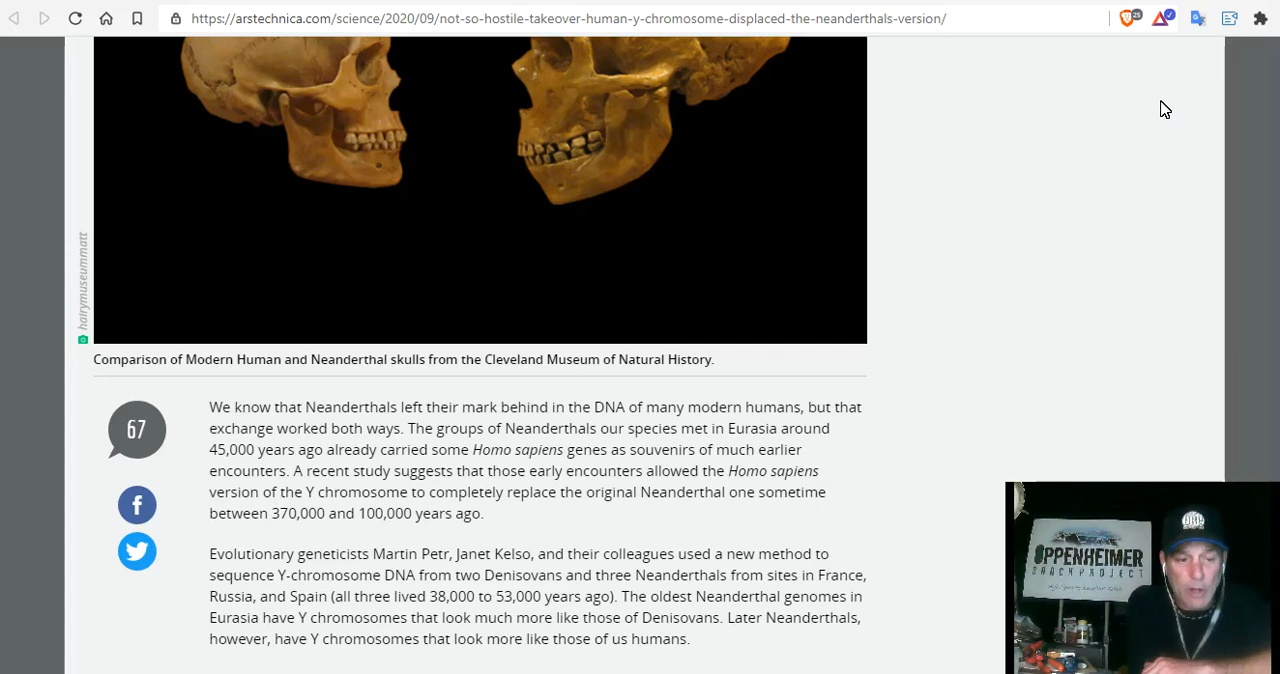 https://arstechnica.com/science/2020/09/not-so-hostile-takeover-human-y-chromosome-displaced-the-neanderthals-version/
25
hairymuseummatt
Comparison of Modern Human and Neanderthal skulls from the Cleveland Museum of Natural History.
67
We know that Neanderthals left their mark behind in the DNA of many modern humans, but that
exchange worked both ways. The groups of Neanderthals our species met in Eurasia around
45,000 years ago already carried some Homo sapiens genes as souvenirs of much earlier
encounters. A recent study suggests that those early encounters allowed the Homo sapiens
version of the Y chromosome to completely replace the original Neanderthal one sometime
between 370,000 and 100,000 years ago.
Evolutionary geneticists Martin Petr, Janet Kelso, and their colleagues used a new method to
sequence Y-chromosome DNA from two Denisovans and three Neanderthals from sites in France,
Russia, and Spain (all five lived 38,000 to 53,000 years ago). The oldest Neanderthal genomes in
Eurasia have Y chromosomes that look much more like those of Denisovans. Later Neanderthals,
however, have Y chromosomes that look more like those of us humans.
OPPENHEIMER
RANCH PROJECT